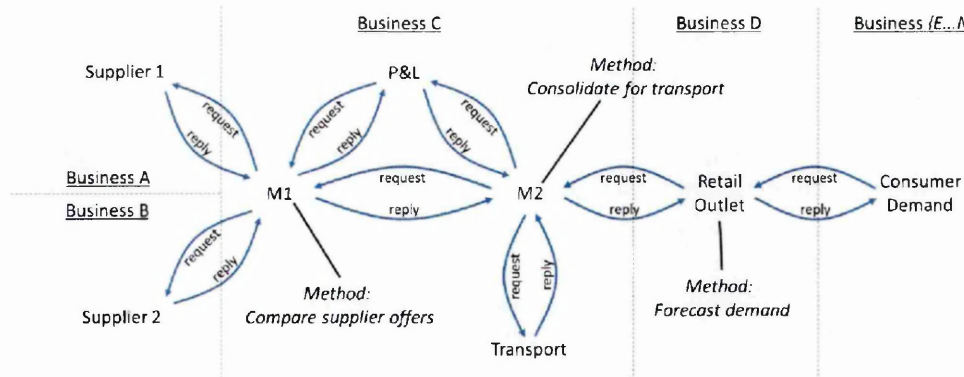 Business C
Business D
Business {E...N
Supplier 1
P&L
Method:
Consolidate for transport
request
reply
request
reply
request
reply
Business A
Business B
M1
request
reply
M2
request
reply
Retail
Outlet
request
reply
Consumer
Demand
request
reply
request
reply
Supplier 2
Method:
Compare supplier offers
Method:
Forecast demand
Transport